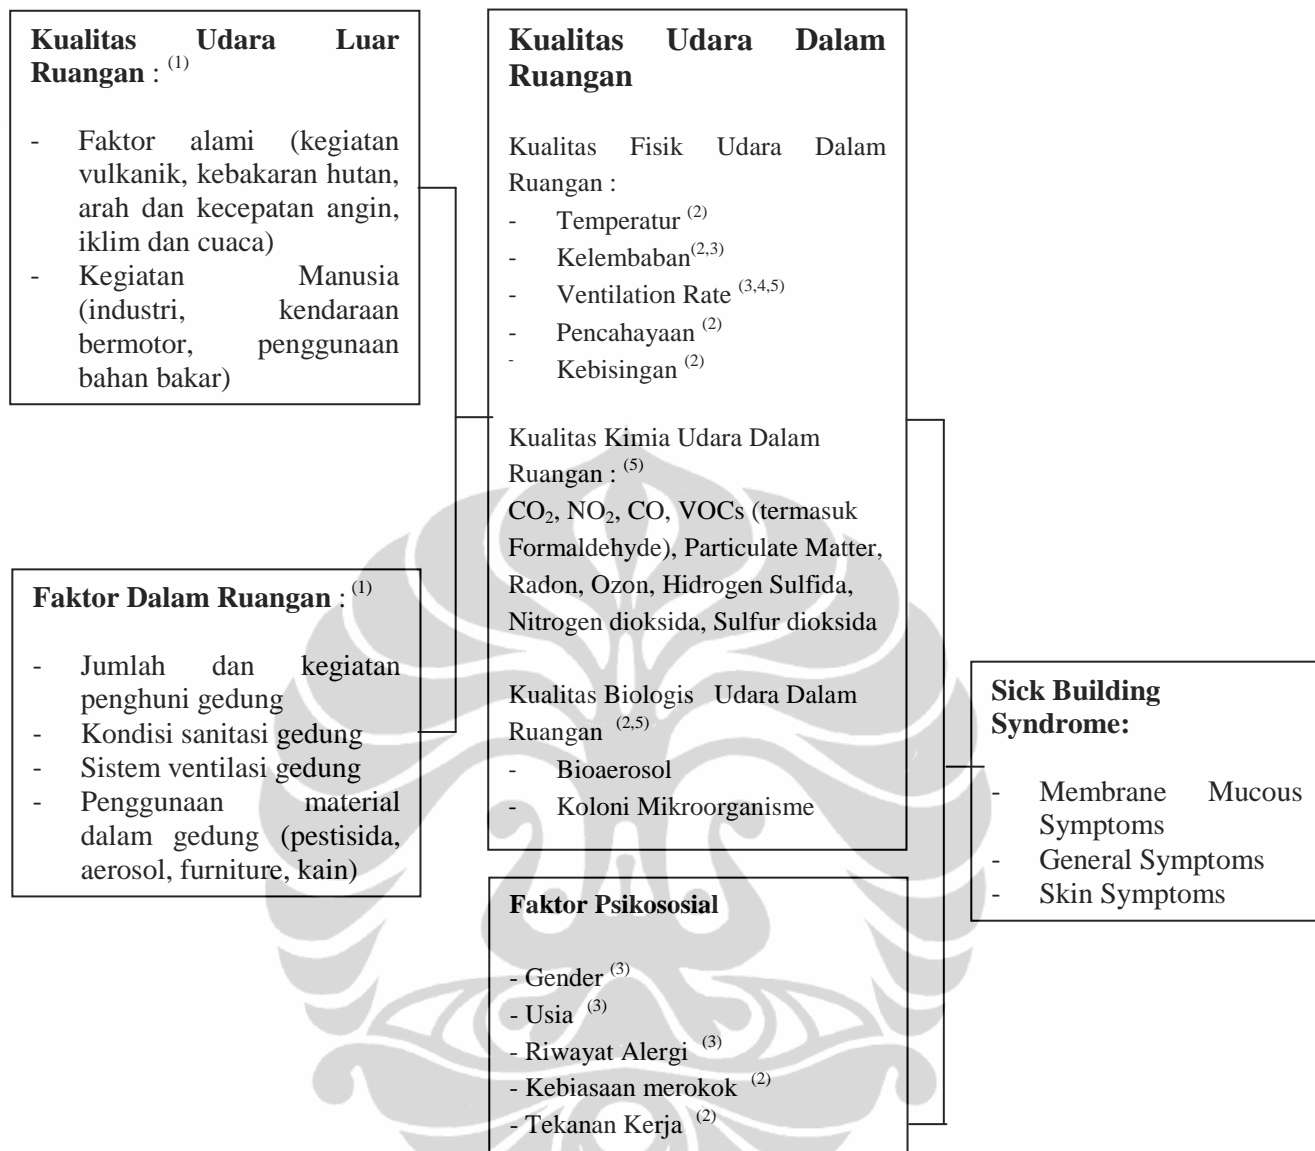 Kualitas Udara Luar
Ruangan : (1)
- Faktor alami (kegiatan
vulkanik, kebakaran hutan,
arah dan kecepatan angin,
iklim dan cuaca)
- Kegiatan Manusia
(industri, kendaraan
bermotor, penggunaan
bahan bakar)
Faktor Dalam Ruangan : (1)
- Jumlah dan kegiatan
penghuni gedung
- Kondisi sanitasi gedung
- Sistem ventilasi gedung
- Penggunaan material
dalam gedung (pestisida,
aerosol, furniture, kain)
Kualitas Udara Dalam
Ruangan
Kualitas Fisik Udara Dalam
Ruangan :
- Temperatur (2)
- Kelembaban(2,3)
- Ventilation Rate (3,4,5)
- Pencahayaan (2)
- Kebisingan (2)
Kualitas Kimia Udara Dalam
Ruangan : (5)
CO₂, NO₂, CO, VOCs (termasuk
Formaldehyde), Particulate Matter,
Radon, Ozon, Hidrogen Sulfida,
Nitrogen dioksida, Sulfur dioksida
Kualitas Biologis Udara Dalam
Ruangan (2,5)
- Bioaerosol
- Koloni Mikroorganisme
Faktor Psikososial
- Gender (3)
- Usia (3)
- Riwayat Alergi (3)
- Kebiasaan merokok (2)
- Tekanan Kerja (2)
Sick Building
Syndrome:
- Membrane Mucous
Symptoms
- General Symptoms
- Skin Symptoms